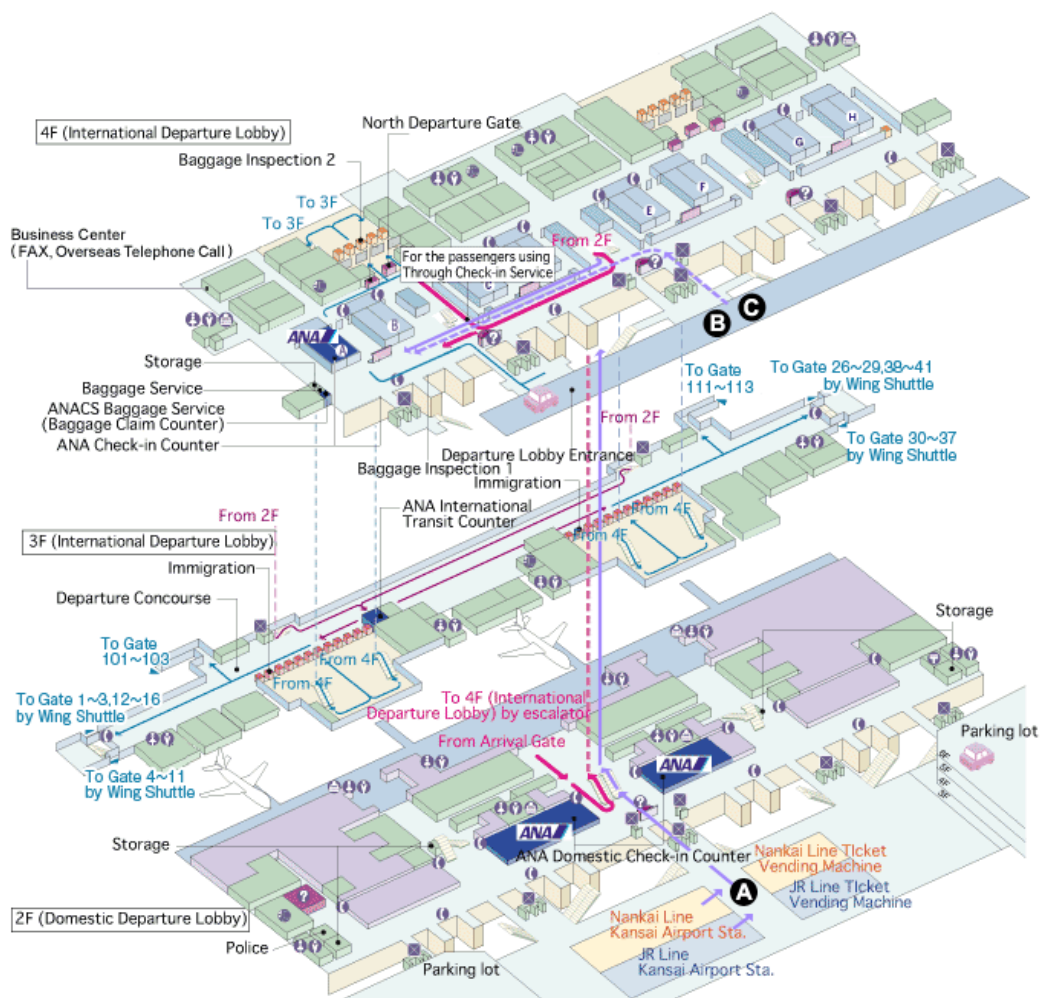 4F (International Departure Lobby)
North Departure Gate
Baggage Inspection 2
To 3F
To 3F
Business Center
(FAX, Overseas Telephone Call)
For the passengers using
Through Check-in Service
From 2F
H
G
F
E
C
B
A
ANA
B
C
Storage
Baggage Service
ANACS Baggage Service
(Baggage Claim Counter)
ANA Check-in Counter
To Gate
111~113
To Gate 26~29,38~41
by Wing Shuttle
To Gate 30~37
by Wing Shuttle
From 2F
Departure Lobby Entrance
Baggage Inspection 1
Immigration
ANA International
Transit Counter
From 4F
From 4F
From 2F
3F (International Departure Lobby)
Immigration
Departure Concourse
To Gate
101~103
From 4F
From 4F
To Gate 1~3,12~16
by Wing Shuttle
To Gate 4~11
by Wing Shuttle
Storage
To 4F (International
Departure Lobby) by escalator
From Arrival Gate
Parking lot
6F
5F
4F
3F
ANA
ANA
Storage
ANA Domestic Check-in Counter
Nankai Line TIcket
Vending Machine
A
JR Line TIcket
Vending Machine
2F (Domestic Departure Lobby)
Nankai Line
Kansai Airport Sta.
Police
JR Line
Kansai Airport Sta.
Parking lot